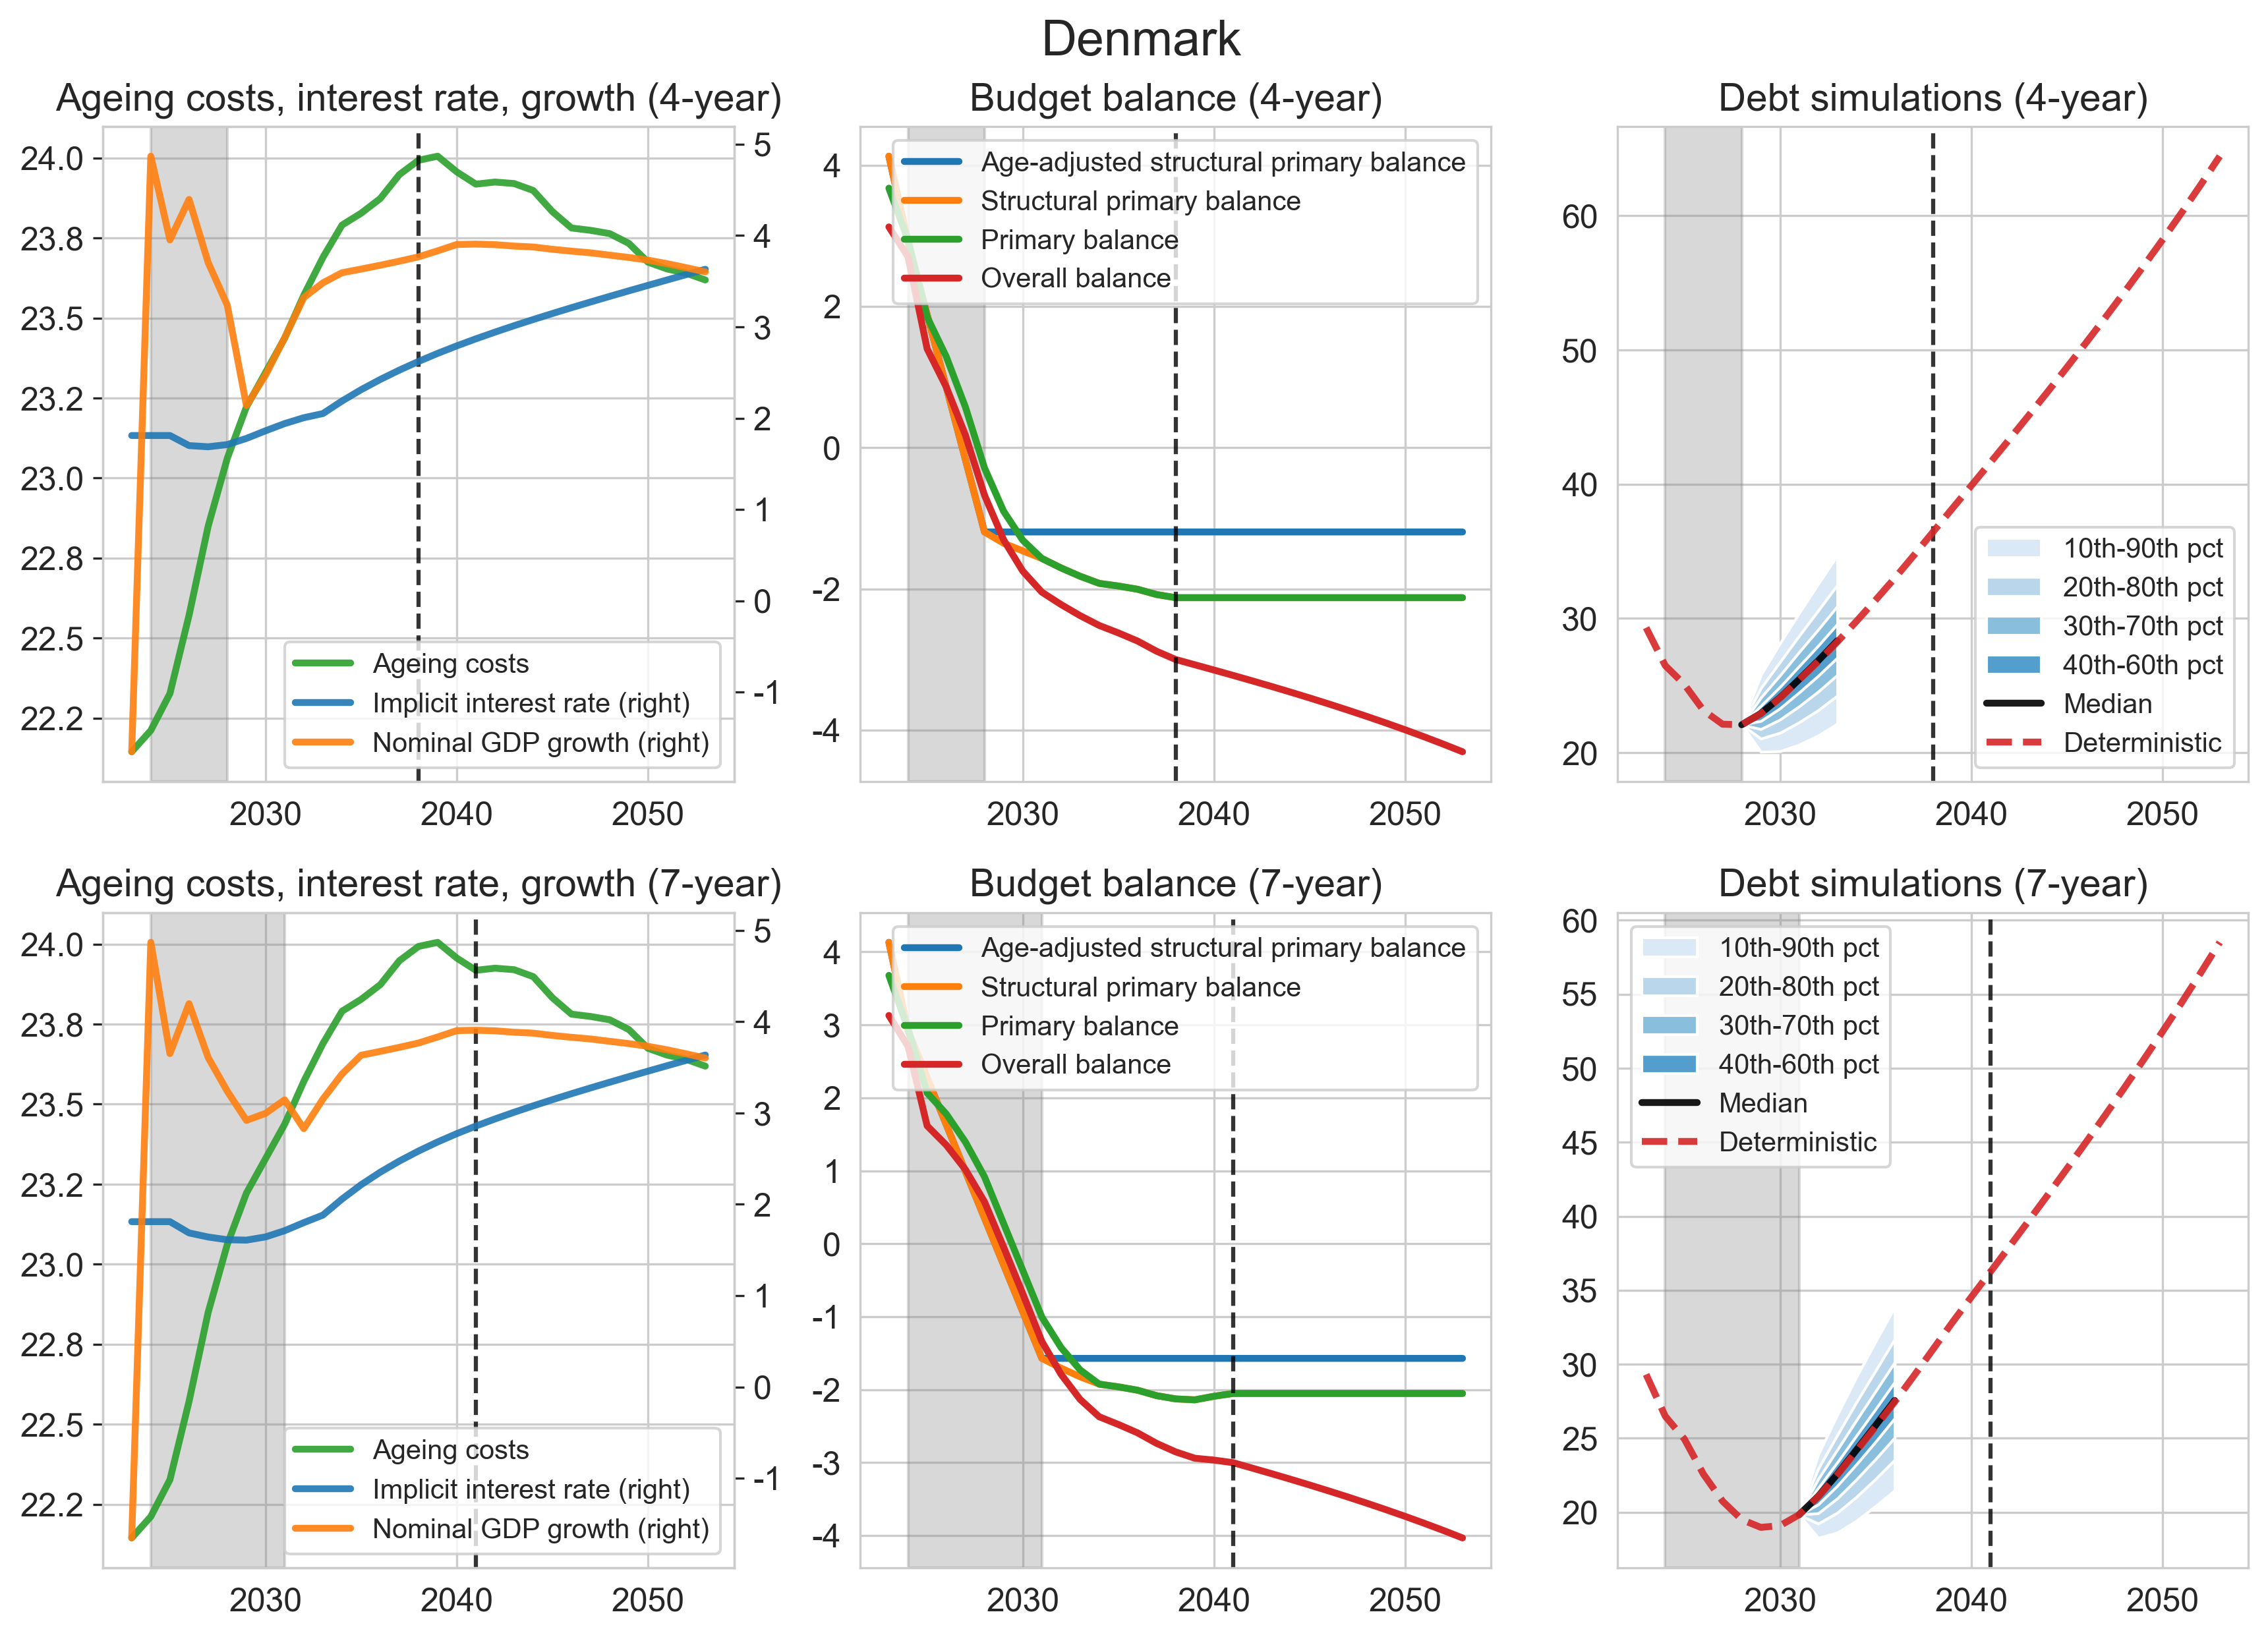 Denmark
Ageing costs, interest rate, growth (4-year)
24.0
23.8
23.5
23.2
23.0
22.8
22.5
22.2
5
4
3
2
1
0
-1
2030
2040
2050
Ageing costs
Implicit interest rate (right)
Nominal GDP growth (right)
Budget balance (4-year)
4
2
0
-2
-4
2030
2040
2050
Age-adjusted structural primary balance
Structural primary balance
Primary balance
Overall balance
Debt simulations (4-year)
60
50
40
30
20
2030
2040
2050
10th-90th pct
20th-80th pct
30th-70th pct
40th-60th pct
Median
Deterministic
Ageing costs, interest rate, growth (7-year)
24.0
23.8
23.5
23.2
23.0
22.8
22.5
22.2
5
4
3
2
1
0
-1
2030
2040
2050
Ageing costs
Implicit interest rate (right)
Nominal GDP growth (right)
Budget balance (7-year)
4
3
2
1
0
-1
-2
-3
-4
2030
2040
2050
Age-adjusted structural primary balance
Structural primary balance
Primary balance
Overall balance
Debt simulations (7-year)
60
55
50
45
40
35
30
25
20
2030
2040
2050
10th-90th pct
20th-80th pct
30th-70th pct
40th-60th pct
Median
Deterministic